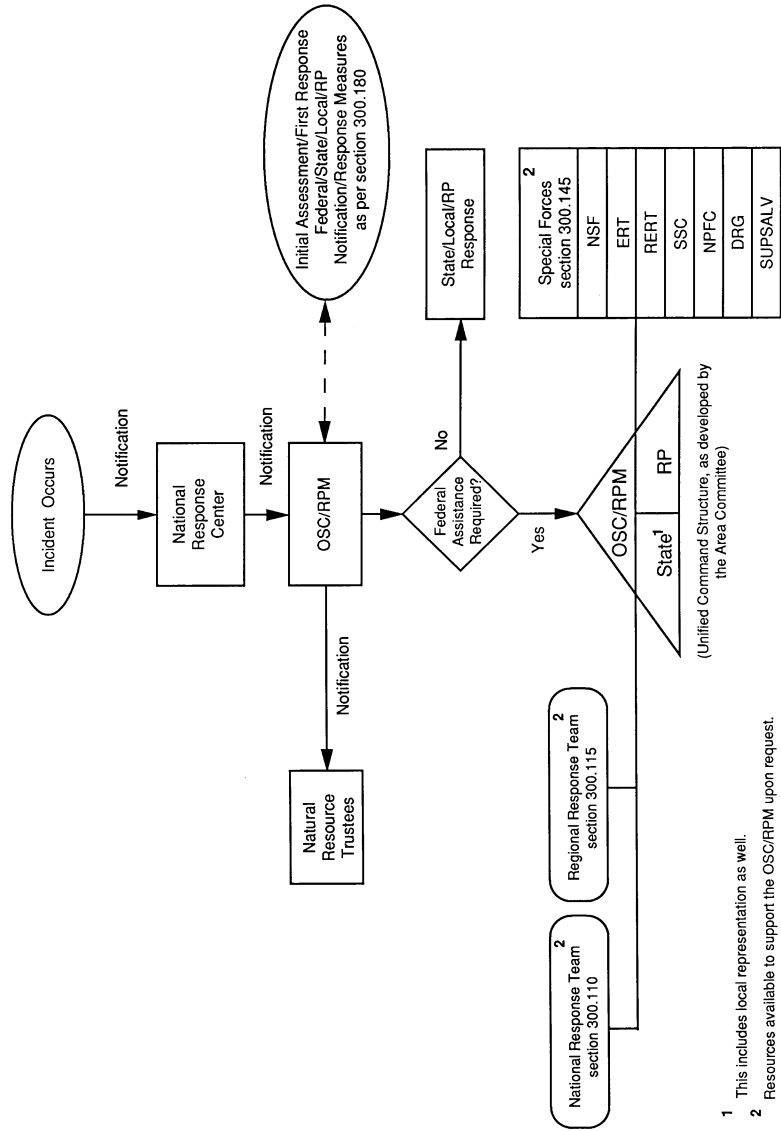 Incident Occurs
Notification
National
Response
Center
Notification
Initial Assessment/First Response
Federal/State/Local/RP
Notification/Response Measures
as per section 300.180
OSC/RPM
Notification
Natural
Resource
Trustees
Federal
Assistance
Required?
No
State/Local/RP
Response
Yes
National Response Team 2
section 300.110
Regional Response Team 2
section 300.115
OSC/RPM
State1
RP
(Unified Command Structure, as developed by
the Area Committee)
Special Forces 2
section 300.145
NSF
ERT
RERT
SSC
NPFC
DRG
SUPSALV
1 This includes local representation as well.
2 Resources available to support the OSC/RPM upon request.